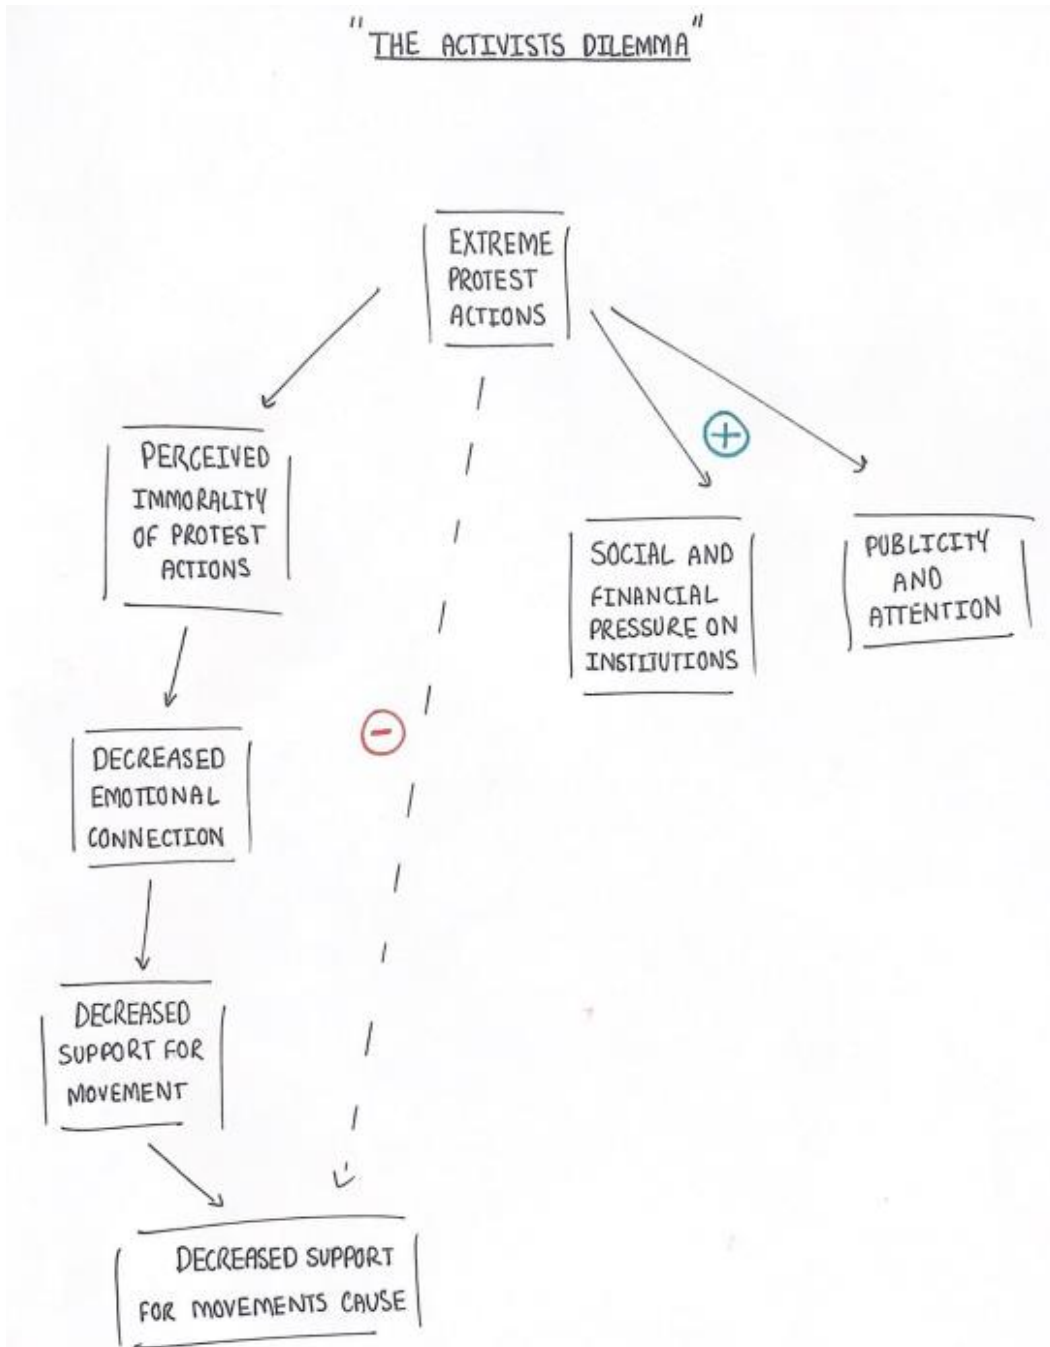 "THE ACTIVISTS DILEMMA"
EXTREME
PROTEST
ACTIONS
PERCEIVED
IMMORALITY
OF PROTEST
ACTIONS
+
SOCIAL AND
FINANCIAL
PRESSURE ON
INSTITUTIONS
PUBLICITY
AND
ATTENTION
-
DECREASED
EMOTIONAL
CONNECTION
DECREASED
SUPPORT FOR
MOVEMENT
DECREASED SUPPORT
FOR MOVEMENTS CAUSE